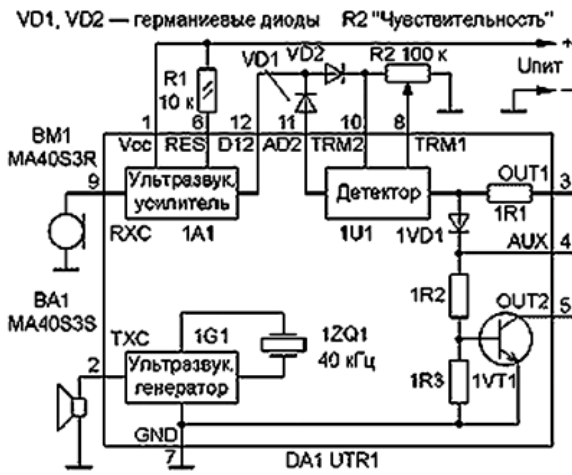 VD1, VD2 — германиевые диоды R2 "Чувствительность"
VD2 R2 100 к +
VD1
R1
10 к
Uпит
−
BM1
MA40S3R
1 6 12 11 10 8
Vcc RES D12 AD2 TRM2 TRM1
9
Ультразвук.
усилитель
Детектор
OUT1
3
1R1
RXC 1A1 1U1 1VD1
AUX 4
BA1
MA40S3S
1R2
OUT2
5
TXC 1G1 1ZQ1
40 кГц
2
Ультразвук.
генератор
1R3 1VT1
GND
7
DA1 UTR1